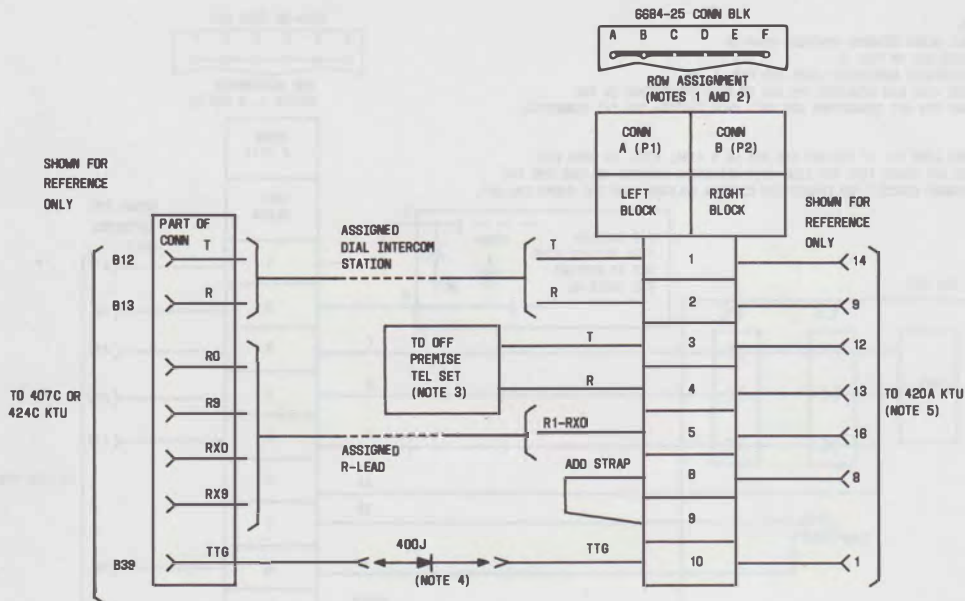 6684-25 CONN BLK
A B C D E F
ROW ASSIGNMENT
(NOTES 1 AND 2)
CONN
A (P1)
CONN
B (P2)
LEFT
BLOCK
RIGHT
BLOCK
SHOWN FOR
REFERENCE
ONLY
SHOWN FOR
REFERENCE
ONLY
PART OF
CONN
ASSIGNED
DIAL INTERCOM
STATION
B12
T
T
1
14
B13
R
R
2
9
TO OFF
PREMISE
TEL SET
(NOTE 3)
R0
T
3
12
TO 407C OR
424C KTU
R9
R
4
13
TO 420A KTU
(NOTE 5)
RX0
ASSIGNED
R-LEAD
R1-RX0
5
18
RX9
ADD STRAP
8
8
9
B39
TTG
400J
(NOTE 4)
TTG
10
1